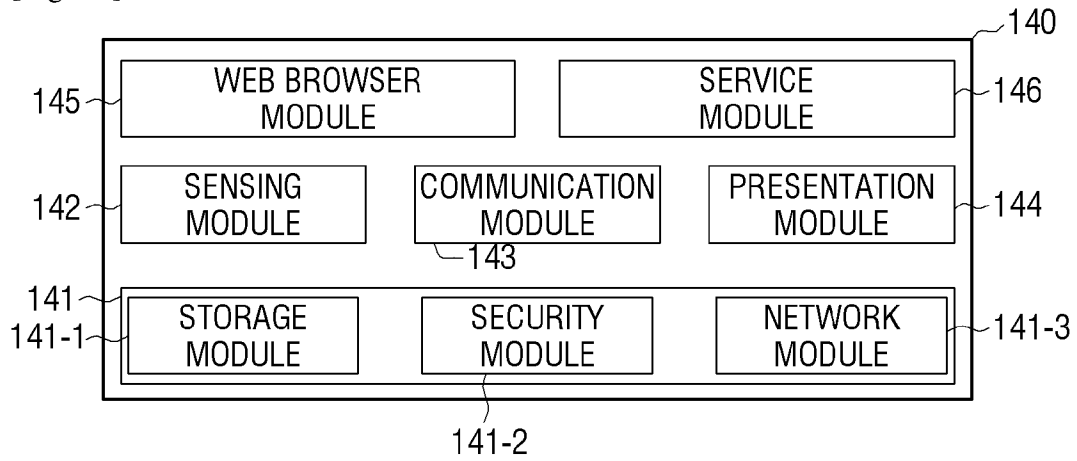 140
145
WEB BROWSER
MODULE
SERVICE
MODULE
146
142
SENSING
MODULE
COMMUNICATION
MODULE
143
PRESENTATION
MODULE
144
141
141-1
STORAGE
MODULE
SECURITY
MODULE
141-2
NETWORK
MODULE
141-3